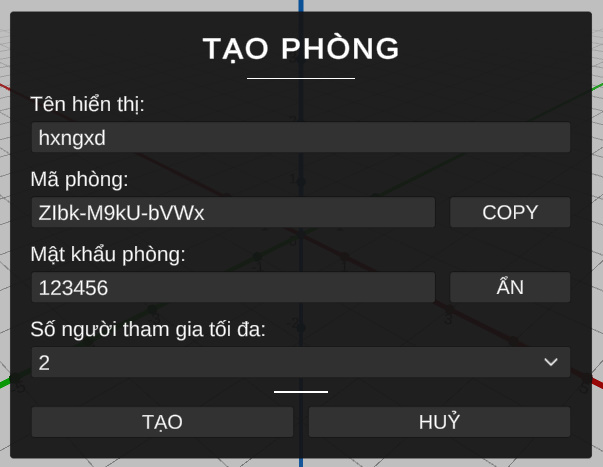 TẠO PHÒNG
Tên hiển thị:
hxngxd
Mã phòng:
ZIbk-M9kU-bVWx COPY
Mật khẩu phòng:
123456 ẨN
Số người tham gia tối đa:
2
TẠO HUỶ